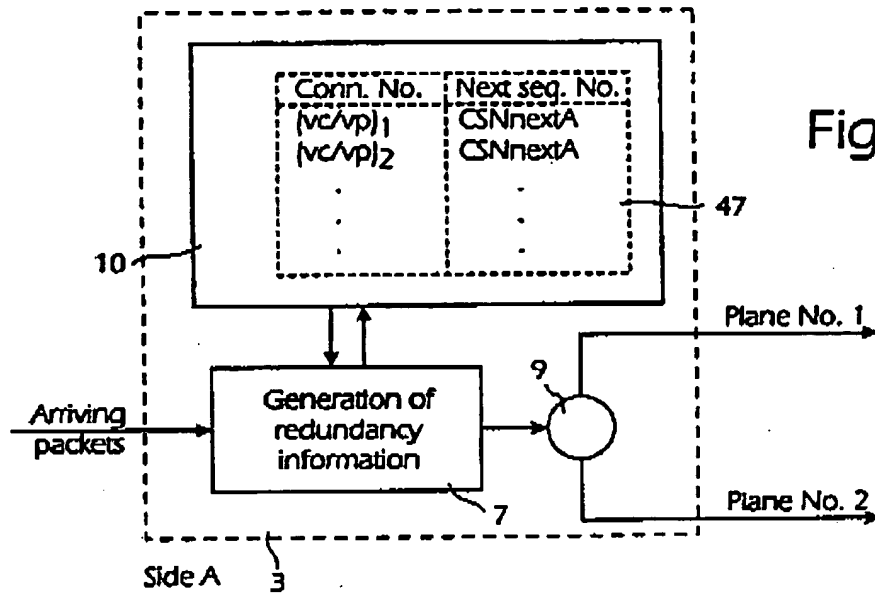 Conn. No. Next seq. No.
(vc/vp)1 CSNnextA
(vc/vp)2 CSNnextA
Fig
47
10
Plane No. 1
9
Arriving
packets
Generation of
redundancy
information
7
Plane No. 2
Side A
3